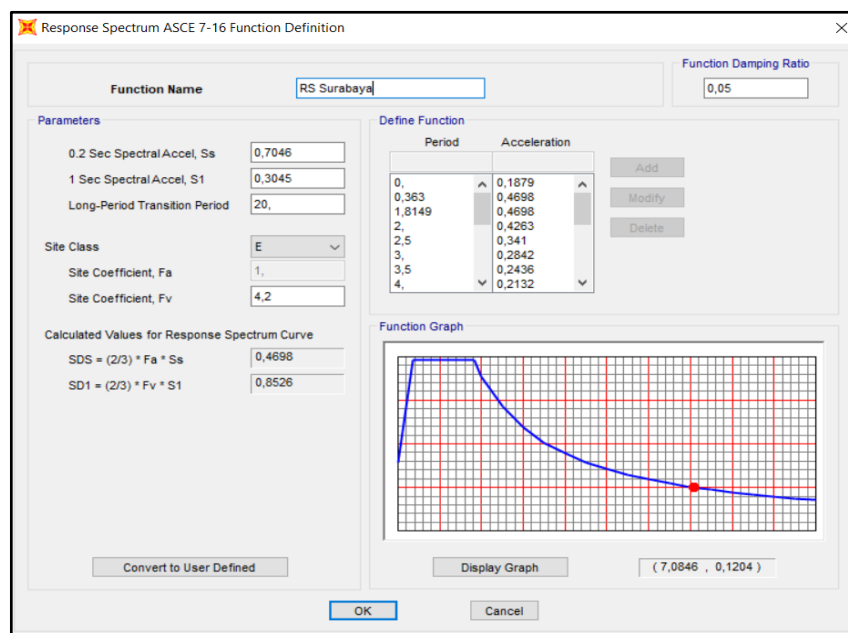 Response Spectrum ASCE 7-16 Function Definition
Function Name
RS Surabaya
Function Damping Ratio
0,05
Parameters
0.2 Sec Spectral Accel, Ss
0,7046
1 Sec Spectral Accel, S1
0,3045
Long-Period Transition Period
20,
Site Class
E
Site Coefficient, Fa
1,
Site Coefficient, Fv
4,2
Calculated Values for Response Spectrum Curve
SDS = (2/3) * Fa * Ss
0,4698
SD1 = (2/3) * Fv * S1
0,8526
Convert to User Defined
Define Function
Period Acceleration
0, 0,1879
0,363 0,4698
1,8149 0,4698
2, 0,4263
2,5 0,341
3, 0,2842
3,5 0,2436
4, 0,2132
Add
Modify
Delete
Function Graph
Display Graph
( 7,0846 , 0,1204 )
OK
Cancel